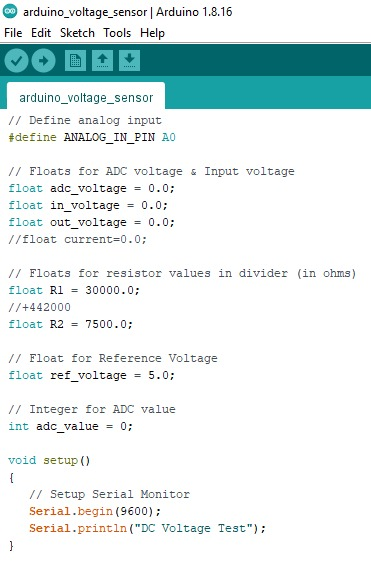 arduino_voltage_sensor | Arduino 1.8.16
File Edit Sketch Tools Help
arduino_voltage_sensor
// Define analog input
#define ANALOG_IN_PIN A0
// Floats for ADC voltage & Input voltage
float adc_voltage = 0.0;
float in_voltage = 0.0;
float out_voltage = 0.0;
//float current=0.0;
// Floats for resistor values in divider (in ohms)
float R1 = 30000.0;
//+442000
float R2 = 7500.0;
// Float for Reference Voltage
float ref_voltage = 5.0;
// Integer for ADC value
int adc_value = 0;
void setup()
{
// Setup Serial Monitor
Serial.begin(9600);
Serial.println("DC Voltage Test");
}